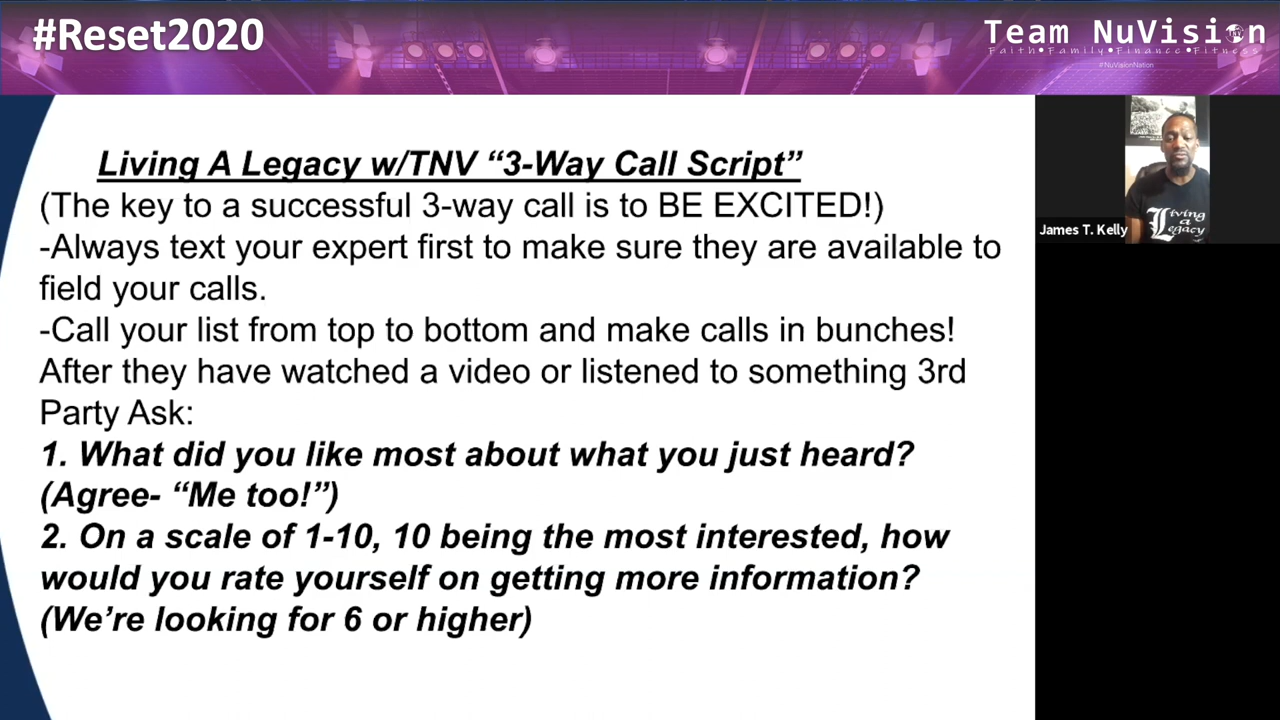 #Reset2020
Team NuVision
Faith•Family•Finance•Fitness
#NuVisionNation
Living A Legacy w/TNV “3-Way Call Script”
(The key to a successful 3-way call is to BE EXCITED!)
-Always text your expert first to make sure they are available to
field your calls.
-Call your list from top to bottom and make calls in bunches!
After they have watched a video or listened to something 3rd
Party Ask:
1. What did you like most about what you just heard?
(Agree- “Me too!”)
2. On a scale of 1-10, 10 being the most interested, how
would you rate yourself on getting more information?
(We’re looking for 6 or higher)
Living
a
Legacy
James T. Kelly